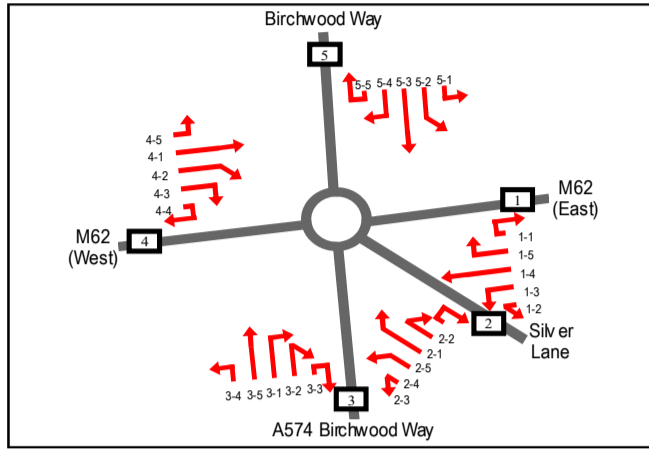 Birchwood Way
5
5-5 5-4 5-3 5-2 5-1
4-5
4-1
4-2
4-3
4-4
M62
(West)
4
1
M62
(East)
1-1
1-5
1-4
1-3
1-2
2
Silver
Lane
2-2
2-1
2-5
2-4
2-3
3-4 3-5 3-1 3-2 3-3
3
A574 Birchwood Way